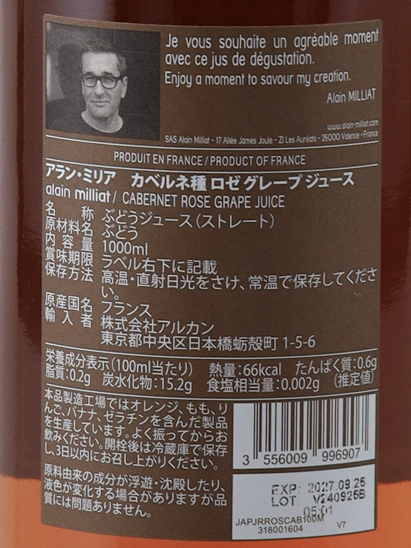 Je vous souhaite un agréable moment
avec ce jus de dégustation.
Enjoy a moment to savour my creation.
Alain MILLIAT
www.alain-milliat.com
SAS Alain Milliat - 17 Allée James Joule - ZI Les Auréats - 26000 Valence - France
PRODUIT EN FRANCE / PRODUCT OF FRANCE
アラン・ミリア カベルネ種 ロゼ グレープ ジュース
alain milliat / CABERNET ROSE GRAPE JUICE
名称 ぶどうジュース（ストレート）
原材料名 ぶどう
内容量 1000ml
賞味期限 ラベル右下に記載
保存方法 高温・直射日光をさけ、常温で保存してくださ
い。
原産国名 フランス
輸入者 株式会社アルカン
東京都中央区日本橋蛎殻町 1-5-6
栄養成分表示（100ml当たり） 熱量：66kcal たんぱく質：0.6g
脂質：0.2g 炭水化物：15.2g 食塩相当量：0.002g （推定値）
本品製造工場ではオレンジ、もも、り
んご、バナナ、ゼラチンを含んだ製品
を生産しています。よく振ってからお
飲みください。開栓後は冷蔵庫で保存
し、3日以内にお召し上がりください。
原料由来の成分が浮遊・沈殿したり、
液色が変化する場合がありますが品
質には問題ありません。
3 556009 996907
EXP: 2027.09.25
LOT V240925B
05:01
JAPJRROSCAB100M
318001604 V7